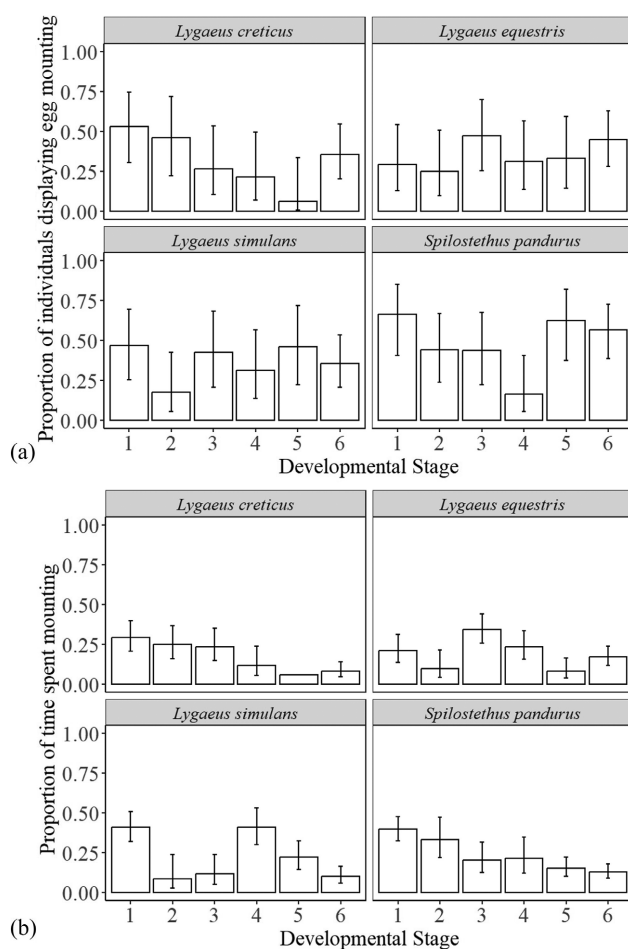 Lygaeus creticus Lygaeus equestris
1.00
0.75
0.50
0.25
0.00
Lygaeus simulans Spilostethus pandurus
1.00
0.75
0.50
0.25
0.00
1 2 3 4 5 6 1 2 3 4 5 6
Developmental Stage
Proportion of individuals displaying egg mounting
(a)
Lygaeus creticus Lygaeus equestris
1.00
0.75
0.50
0.25
0.00
Lygaeus simulans Spilostethus pandurus
1.00
0.75
0.50
0.25
0.00
1 2 3 4 5 6 1 2 3 4 5 6
Developmental Stage
Proportion of time spent mounting
(b)